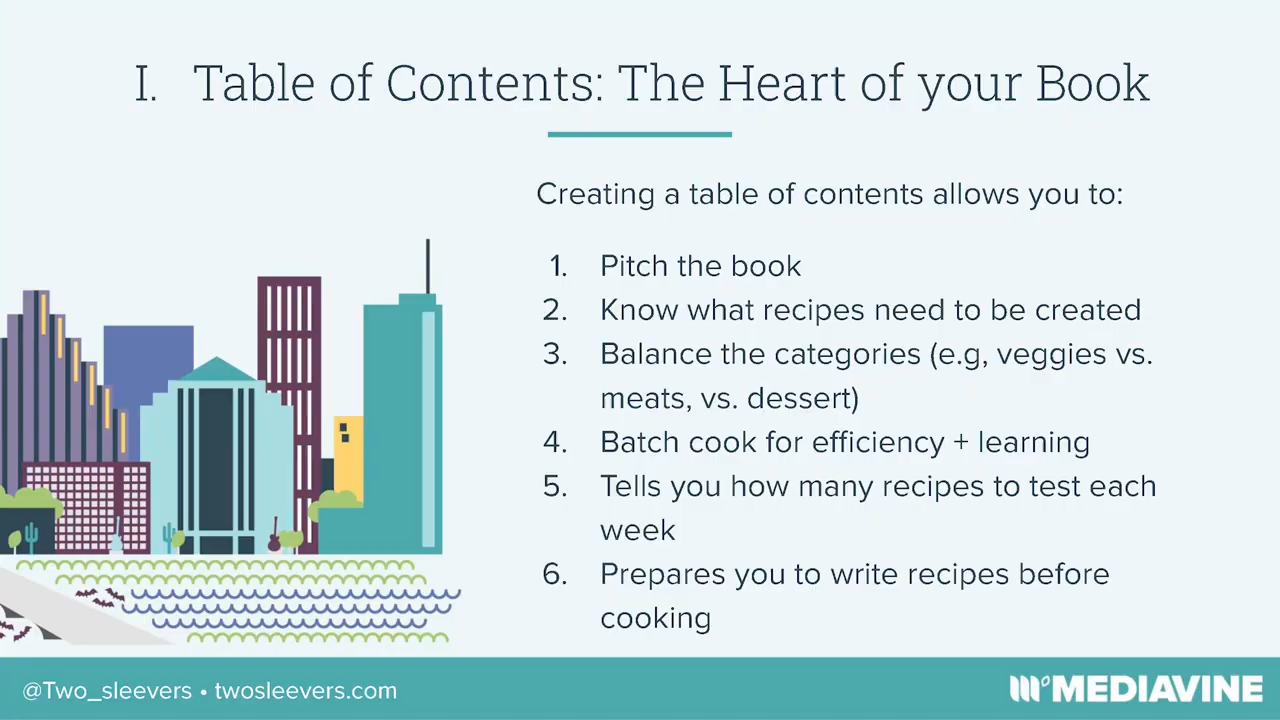 I. Table of Contents: The Heart of your Book
Creating a table of contents allows you to:
1. Pitch the book
2. Know what recipes need to be created
3. Balance the categories (e.g, veggies vs.
meats, vs. dessert)
4. Batch cook for efficiency + learning
5. Tells you how many recipes to test each
week
6. Prepares you to write recipes before
cooking
@Two_sleevers • twosleevers.com
MEDIAVINE